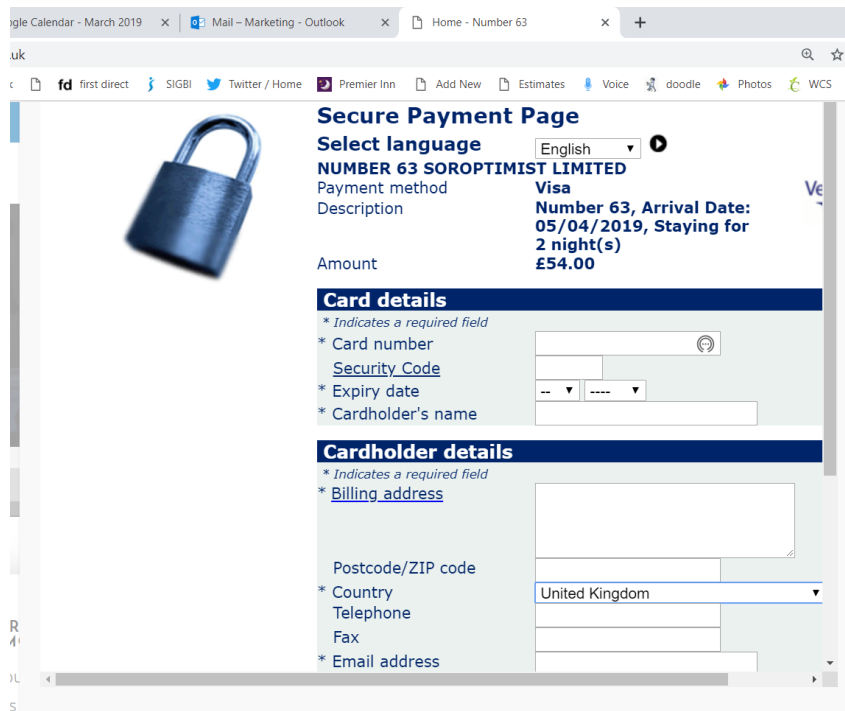 ogle Calendar - March 2019 Mail – Marketing - Outlook Home - Number 63
.uk
fd first direct SIGBI Twitter / Home Premier Inn Add New Estimates Voice doodle Photos WCS
Secure Payment Page
Select language English
NUMBER 63 SOROPTIMIST LIMITED
Payment method Visa
Description Number 63, Arrival Date:
05/04/2019, Staying for
2 night(s)
Amount £54.00
Card details
* Indicates a required field
* Card number
Security Code
* Expiry date -- ----
* Cardholder's name
Cardholder details
* Indicates a required field
* Billing address
Postcode/ZIP code
* Country United Kingdom
Telephone
Fax
* Email address